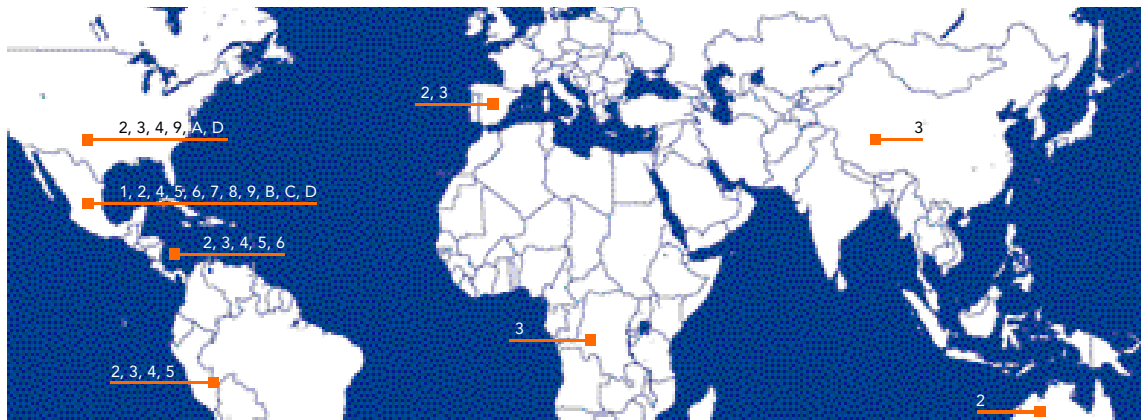 2, 3
2, 3, 4, 9, A, D
3
1, 2, 4, 5, 6, 7, 8, 9, B, C, D
2, 3, 4, 5, 6
3
2, 3, 4, 5
2